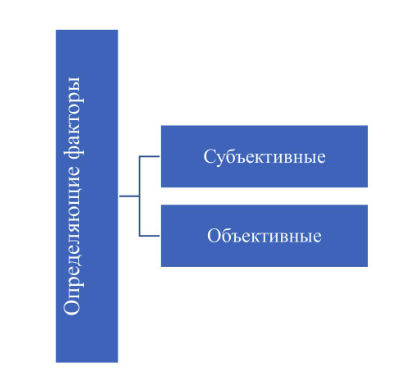 Определяющие факторы
Субъективные
Объективные